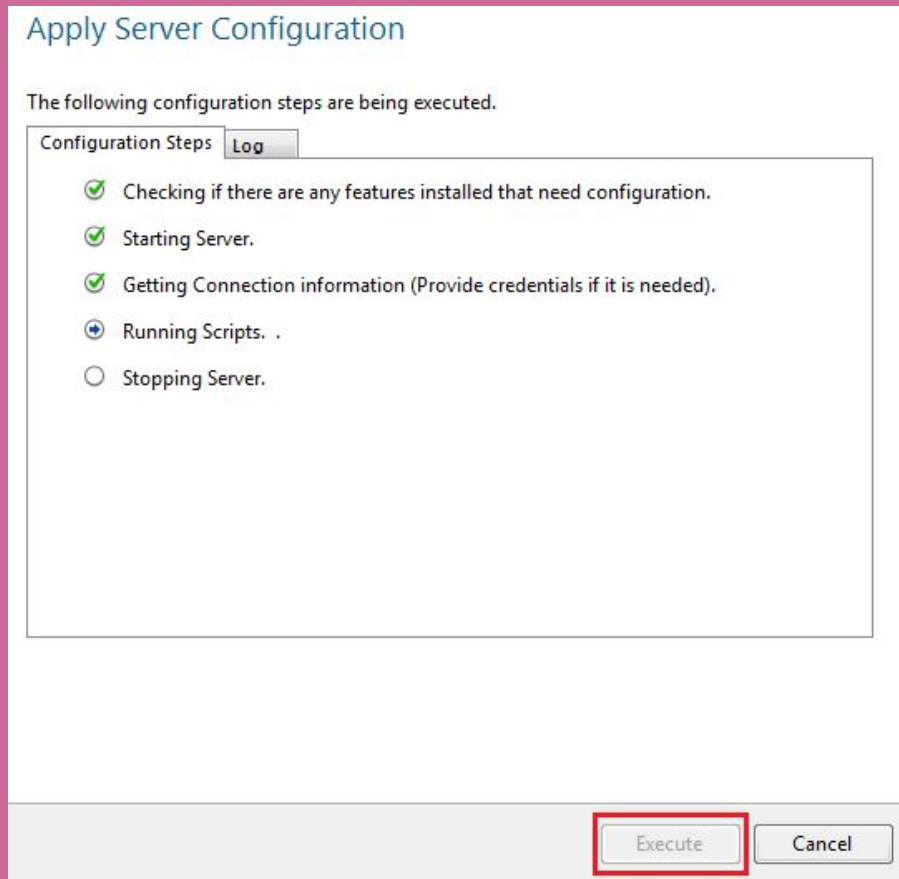 Apply Server Configuration
The following configuration steps are being executed.
Configuration Steps Log
Checking if there are any features installed that need configuration.
Starting Server.
Getting Connection information (Provide credentials if it is needed).
Running Scripts. .
Stopping Server.
Execute Cancel